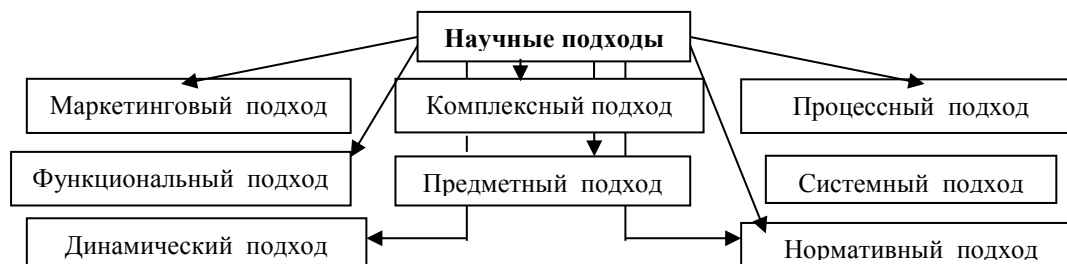 Научные подходы
Маркетинговый подход
Комплексный подход
Процессный подход
Функциональный подход
Предметный подход
Системный подход
Динамический подход
Нормативный подход